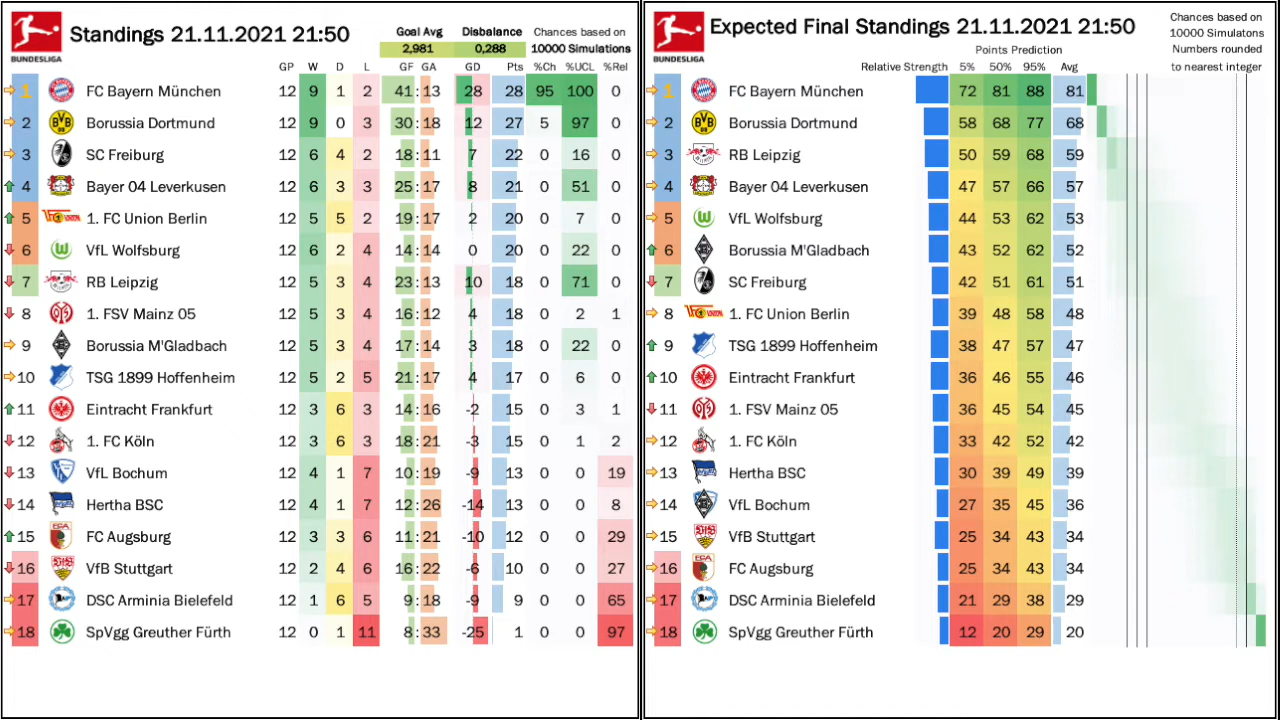 BUNDESLIGA
Standings 21.11.2021 21:50
Goal Avg Disbalance Chances based on
2,981 0,288 10000 Simulations
GP W D L GF GA GD Pts %Ch %UCL %Rel
1 FC Bayern München 12 9 1 2 41:13 28 28 95 100 0
2 Borussia Dortmund 12 9 0 3 30:18 12 27 5 97 0
3 SC Freiburg 12 6 4 2 18:11 7 22 0 16 0
4 Bayer 04 Leverkusen 12 6 3 3 25:17 8 21 0 51 0
5 1. FC Union Berlin 12 5 5 2 19:17 2 20 0 7 0
6 VfL Wolfsburg 12 6 2 4 14:14 0 20 0 22 0
7 RB Leipzig 12 5 3 4 23:13 10 18 0 71 0
8 1. FSV Mainz 05 12 5 3 4 16:12 4 18 0 2 1
9 Borussia M'Gladbach 12 5 3 4 17:14 3 18 0 22 0
10 TSG 1899 Hoffenheim 12 5 2 5 21:17 4 17 0 6 0
11 Eintracht Frankfurt 12 3 6 3 14:16 -2 15 0 3 1
12 1. FC Köln 12 3 6 3 18:21 -3 15 0 1 2
13 VfL Bochum 12 4 1 7 10:19 -9 13 0 0 19
14 Hertha BSC 12 4 1 7 12:26 -14 13 0 0 8
15 FC Augsburg 12 3 3 6 11:21 -10 12 0 0 29
16 VfB Stuttgart 12 2 4 6 16:22 -6 10 0 0 27
17 DSC Arminia Bielefeld 12 1 6 5 9:18 -9 9 0 0 65
18 SpVgg Greuther Fürth 12 0 1 11 8:33 -25 1 0 0 97
BUNDESLIGA
Expected Final Standings 21.11.2021 21:50
Chances based on
10000 Simulatons
Numbers rounded
to nearest integer
Points Prediction
Relative Strength 5% 50% 95% Avg
1 FC Bayern München 72 81 88 81
2 Borussia Dortmund 58 68 77 68
3 RB Leipzig 50 59 68 59
4 Bayer 04 Leverkusen 47 57 66 57
5 VfL Wolfsburg 44 53 62 53
6 Borussia M'Gladbach 43 52 62 52
7 SC Freiburg 42 51 61 51
8 1. FC Union Berlin 39 48 58 48
9 TSG 1899 Hoffenheim 38 47 57 47
10 Eintracht Frankfurt 36 46 55 46
11 1. FSV Mainz 05 36 45 54 45
12 1. FC Köln 33 42 52 42
13 Hertha BSC 30 39 49 39
14 VfL Bochum 27 35 45 36
15 VfB Stuttgart 25 34 43 34
16 FC Augsburg 25 34 43 34
17 DSC Arminia Bielefeld 21 29 38 29
18 SpVgg Greuther Fürth 12 20 29 20